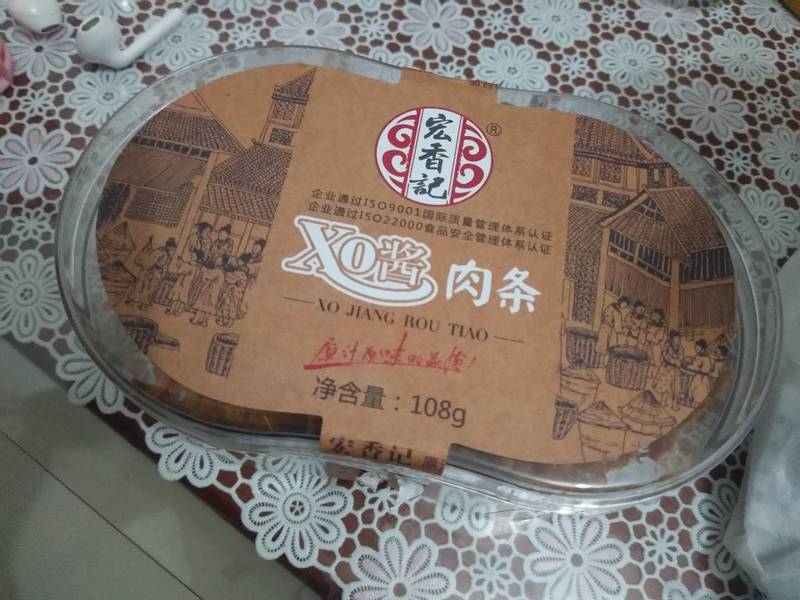 宏香記
®
企业通过ISO9001国际质量管理体系认证
企业通过ISO22000食品安全管理体系认证
XO酱肉条
XO JIANG ROU TIAO
原汁原味的品质
净含量：108g
宏香记